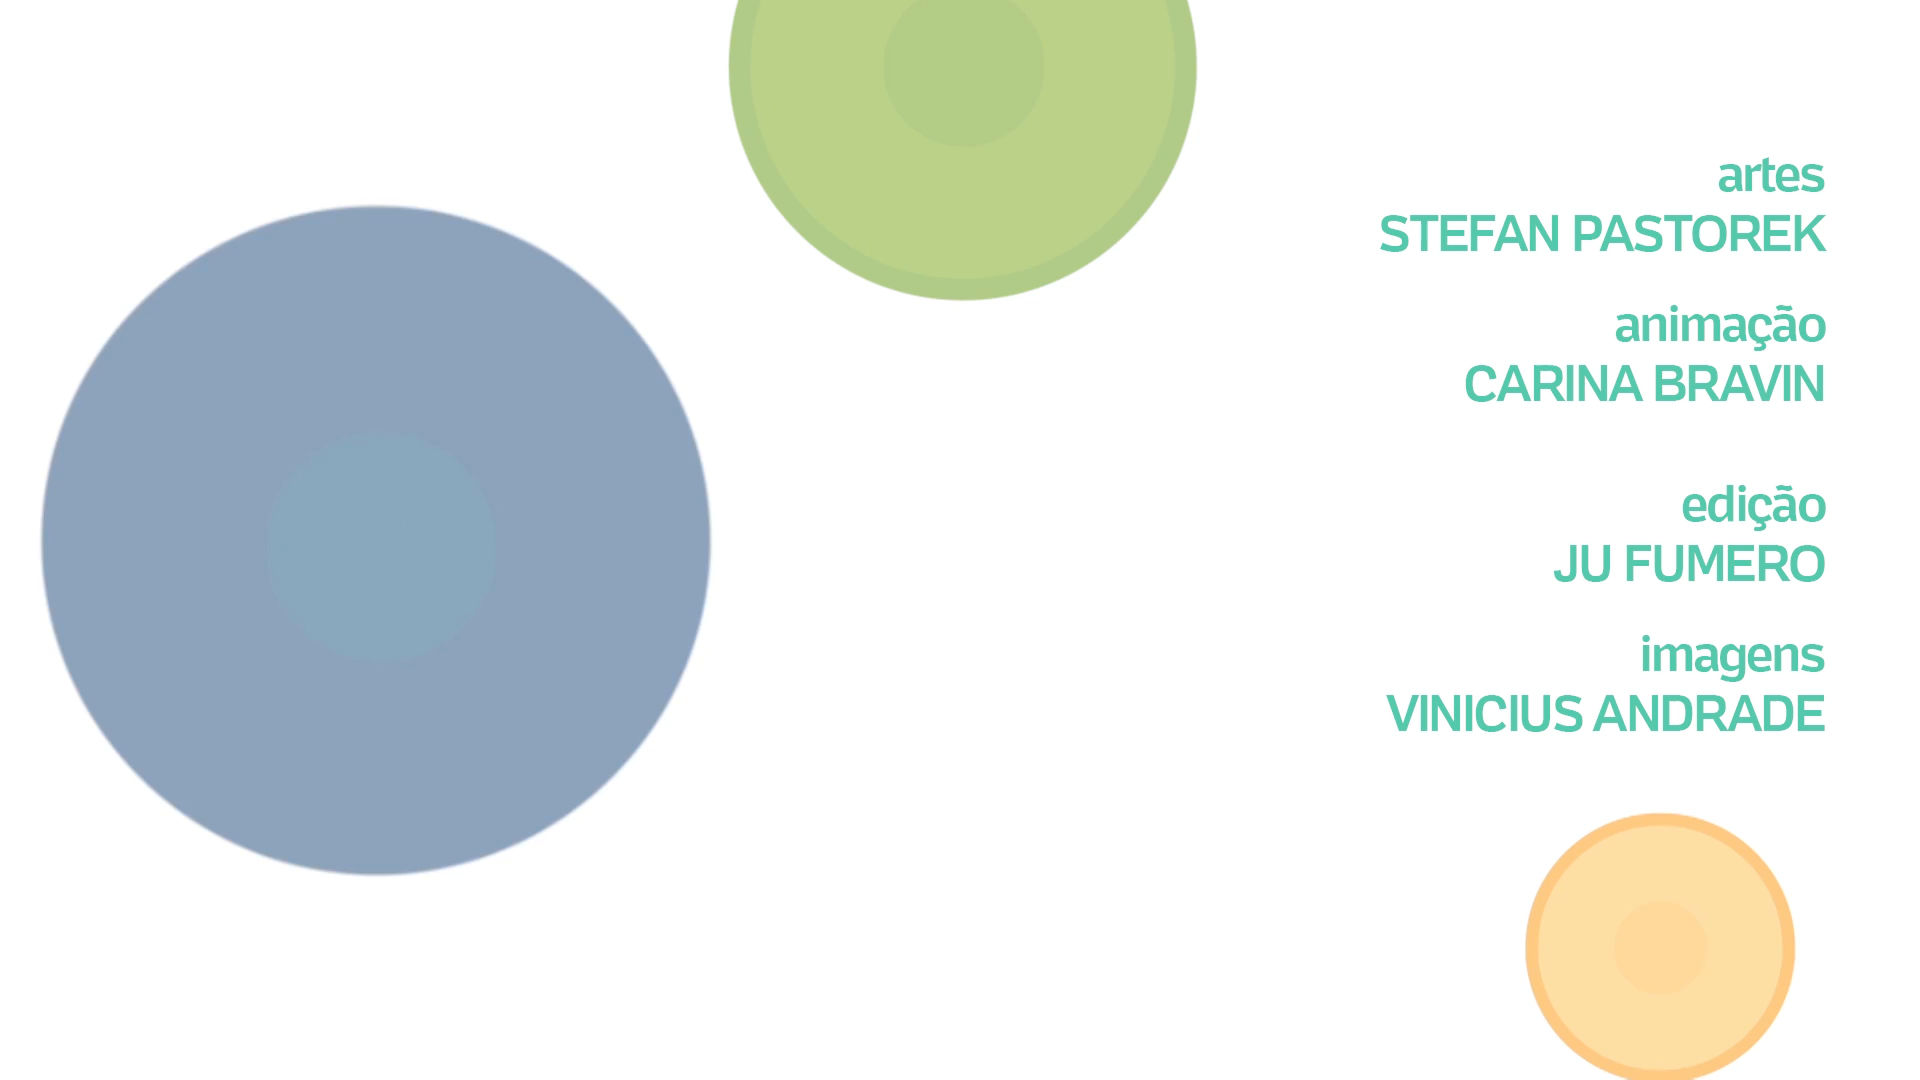 artes
STEFAN PASTOREK
animação
CARINA BRAVIN
edição
JU FUMERO
imagens
VINICIUS ANDRADE